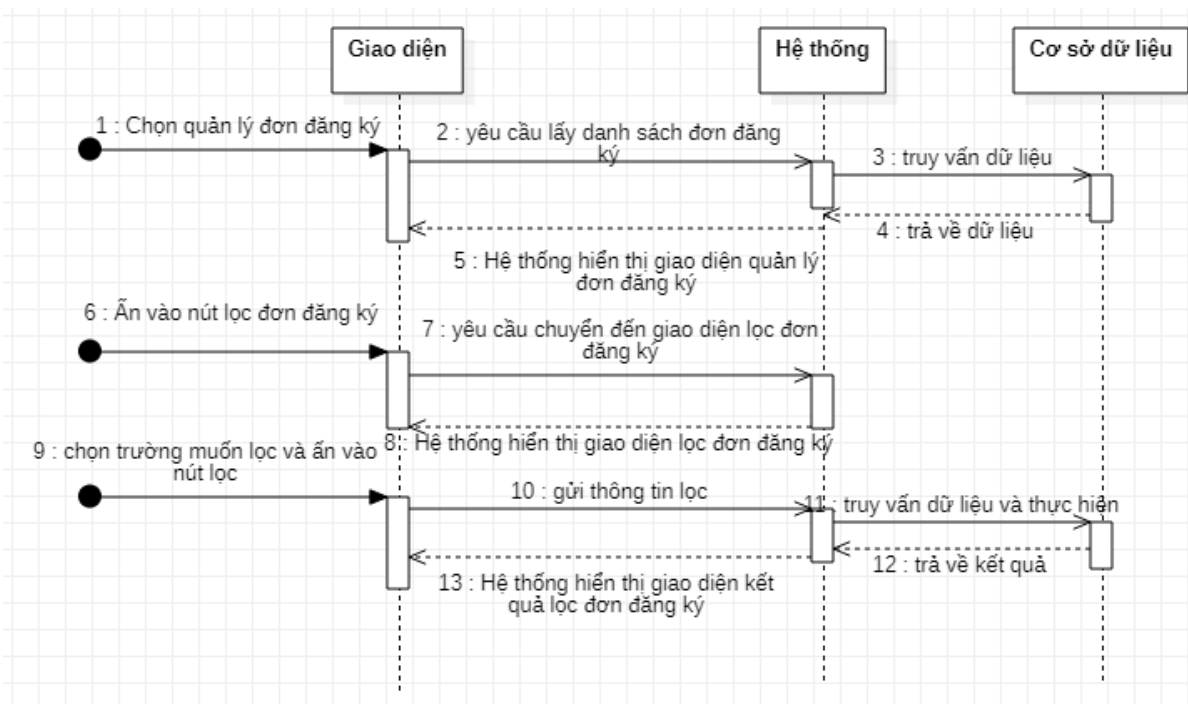 Giao diện
Hệ thống
Cơ sở dữ liệu
1 : Chọn quản lý đơn đăng ký
2 : yêu cầu lấy danh sách đơn đăng
ký
3 : truy vấn dữ liệu
4 : trả về dữ liệu
5 : Hệ thống hiển thị giao diện quản lý
đơn đăng ký
6 : Ấn vào nút lọc đơn đăng ký
7 : yêu cầu chuyển đến giao diện lọc đơn
đăng ký
8 : Hệ thống hiển thị giao diện lọc đơn đăng ký
9 : chọn trường muốn lọc và ấn vào
nút lọc
10 : gửi thông tin lọc
11 : truy vấn dữ liệu và thực hiện
12 : trả về kết quả
13 : Hệ thống hiển thị giao diện kết
quả lọc đơn đăng ký